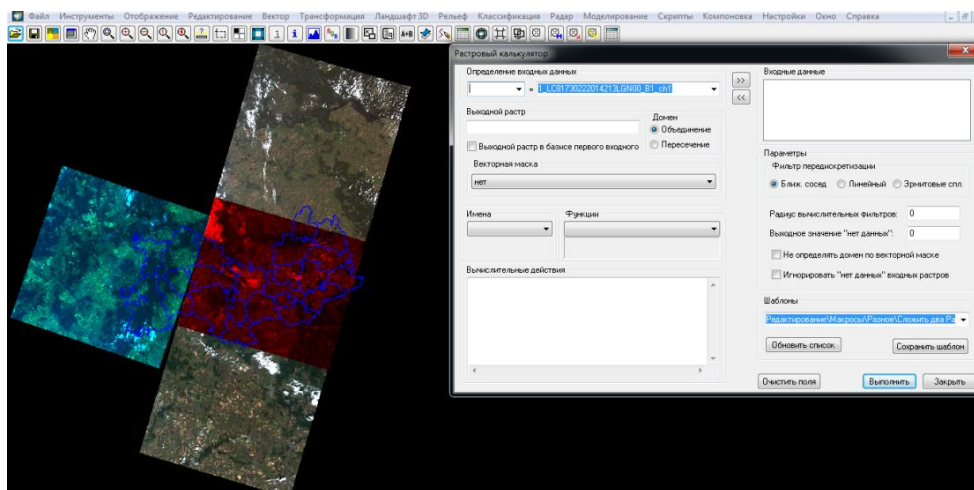 Файл Инструменты Отображение Редактирование Вектор Трансформация Ландшафт 3D Рельеф Классификация Радар Моделирование Скрипты Компоновка Настройки Окно Справка
Растровый калькулятор
Определение входных данных
= 1_LC81730222014213LGN00_B1_ch1
>>
<<
Входные данные
Выходной растр
Домен
Объединение
Пересечение
Выходной растр в базисе первого входного
Векторная маска
нет
Параметры
Фильтр передискретизации
Ближ. сосед Линейный Эрмитовые спл.
Радиус вычислительных фильтров: 0
Выходное значение "нет данных": 0
Не определять домен по векторной маске
Игнорировать "нет данных" входных растров
Имена
Функции
Вычислительные действия
Шаблоны
Редактирование\Макросы\Разное\Сложить два Ра
Обновить список
Сохранить шаблон
Очистить поля
Выполнить
Закрыть